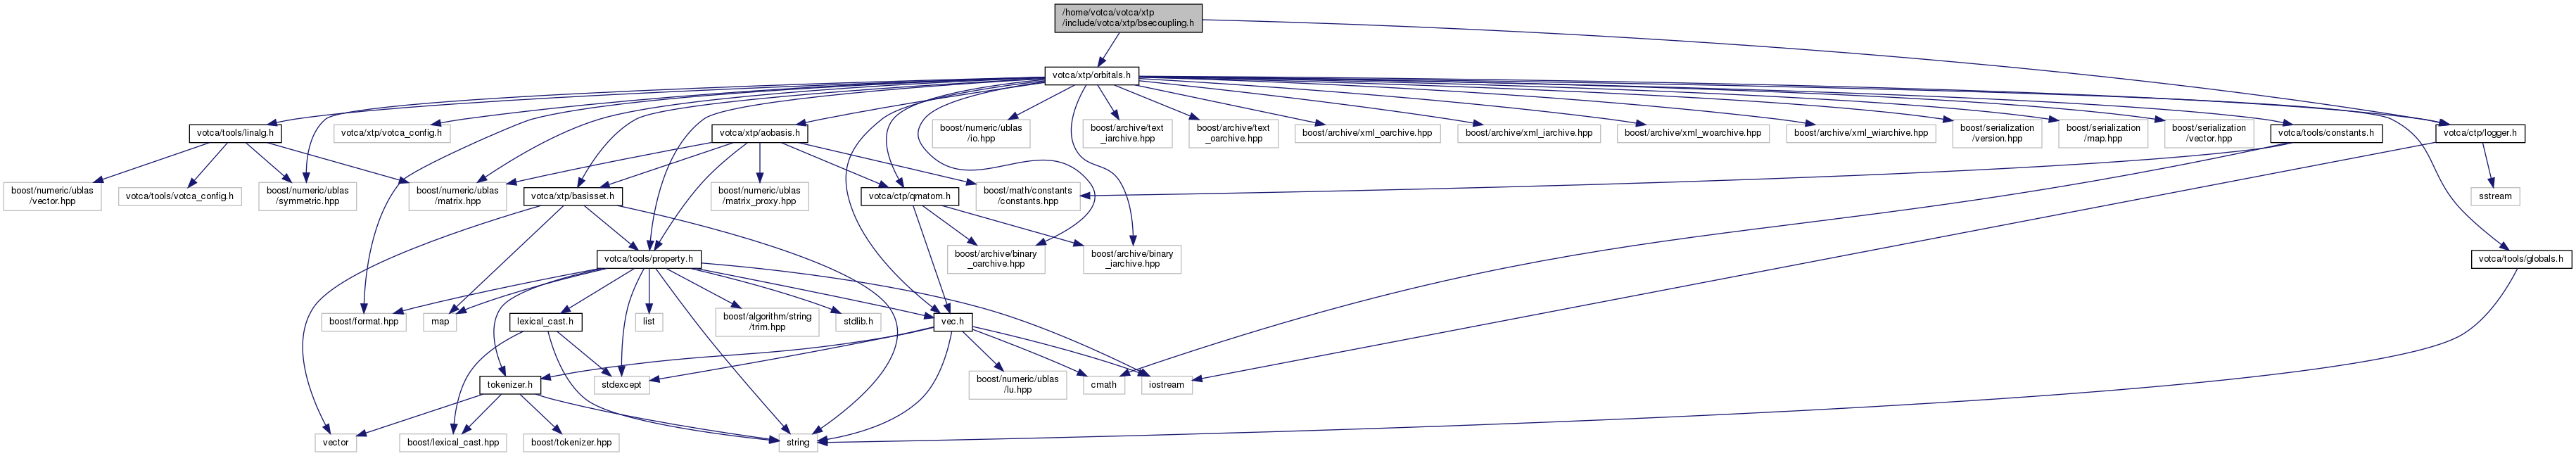 /home/votca/votca/xtp
/include/votca/xtp/bsecoupling.h
votca/xtp/orbitals.h
votca/tools/linalg.h
votca/xtp/votca_config.h
votca/xtp/aobasis.h
boost/numeric/ublas
/io.hpp
boost/archive/text
_iarchive.hpp
boost/archive/text
_oarchive.hpp
boost/archive/xml_oarchive.hpp
boost/archive/xml_iarchive.hpp
boost/archive/xml_woarchive.hpp
boost/archive/xml_wiarchive.hpp
boost/serialization
/version.hpp
boost/serialization
/map.hpp
boost/serialization
/vector.hpp
votca/tools/constants.h
votca/ctp/logger.h
boost/numeric/ublas
/vector.hpp
votca/tools/votca_config.h
boost/numeric/ublas
/symmetric.hpp
boost/numeric/ublas
/matrix.hpp
votca/xtp/basisset.h
boost/numeric/ublas
/matrix_proxy.hpp
votca/ctp/qmatom.h
boost/math/constants
/constants.hpp
sstream
votca/tools/property.h
boost/archive/binary
_oarchive.hpp
boost/archive/binary
_iarchive.hpp
votca/tools/globals.h
boost/format.hpp
map
lexical_cast.h
list
boost/algorithm/string
/trim.hpp
stdlib.h
vec.h
tokenizer.h
stdexcept
boost/numeric/ublas
/lu.hpp
cmath
iostream
vector
boost/lexical_cast.hpp
boost/tokenizer.hpp
string